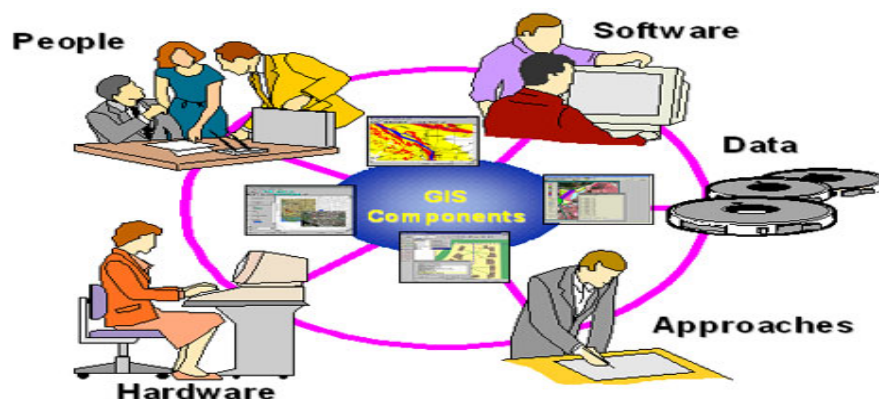 People
Software
Data
GIS
Components
Approaches
Hardware